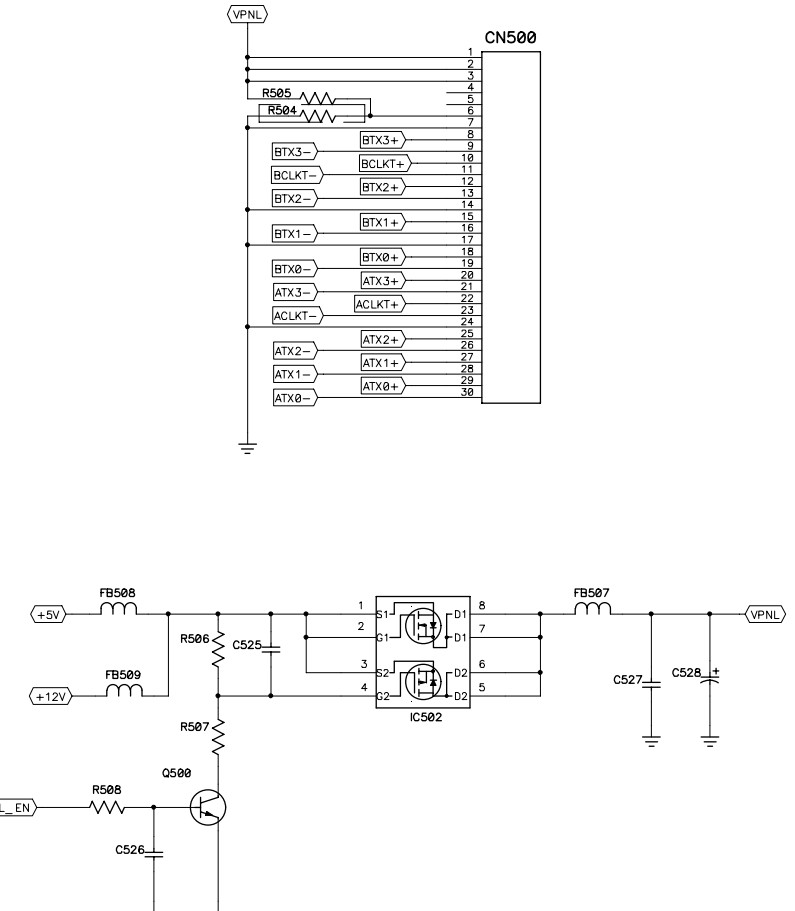 VPNL
CN500
1
2
3
4
R505
5
R504
6
7
BTX3+
8
BTX3-
9
BCLKT+
10
BCLKT-
11
BTX2+
12
BTX2-
13
14
BTX1+
15
BTX1-
16
17
BTX0+
18
BTX0-
19
ATX3+
20
ATX3-
21
ACLKT+
22
ACLKT-
23
24
ATX2+
25
ATX2-
26
ATX1+
27
ATX1-
28
ATX0+
29
ATX0-
30
FB508
FB507
+5V
1
S1
D1
8
VPNL
2
G1
D1
7
R506
C525
3
S2
D2
6
FB509
C527
C528
+
+12V
4
G2
D2
5
IC502
R507
Q500
R508
L_EN
C526